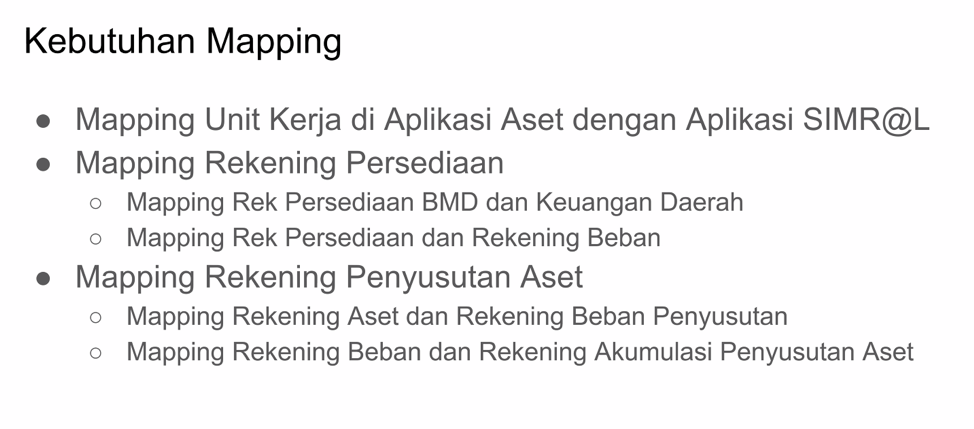 Kebutuhan Mapping
● Mapping Unit Kerja di Aplikasi Aset dengan Aplikasi SIMR@L
● Mapping Rekening Persediaan
○ Mapping Rek Persediaan BMD dan Keuangan Daerah
○ Mapping Rek Persediaan dan Rekening Beban
● Mapping Rekening Penyusutan Aset
○ Mapping Rekening Aset dan Rekening Beban Penyusutan
○ Mapping Rekening Beban dan Rekening Akumulasi Penyusutan Aset